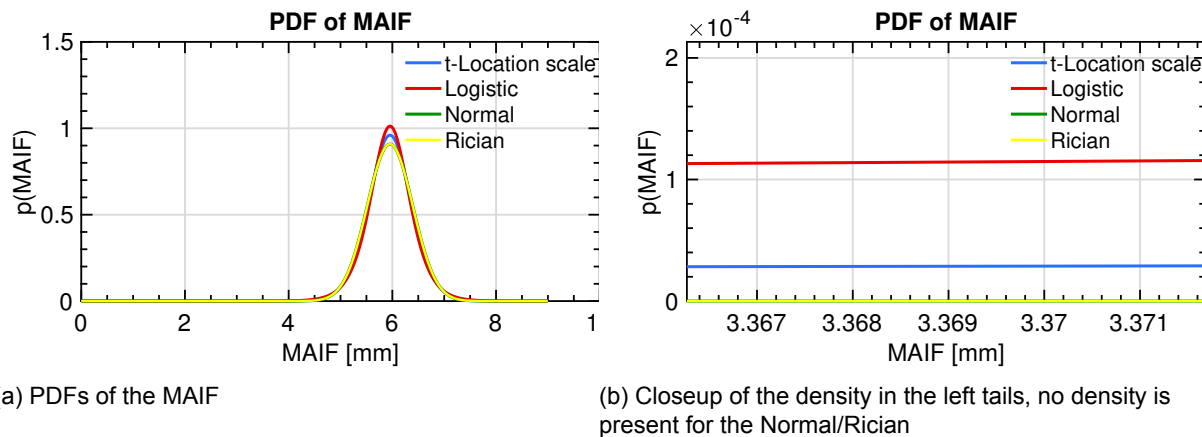 PDF of MAIF
1.5
1
0.5
0
p(MAIF)
t-Location scale
Logistic
Normal
Rician
0 2 4 6 8 1
MAIF [mm]
(a) PDFs of the MAIF
PDF of MAIF
×10⁻⁴
2
1
0
p(MAIF)
t-Location scale
Logistic
Normal
Rician
3.367 3.368 3.369 3.37 3.371
MAIF [mm]
(b) Closeup of the density in the left tails, no density is
present for the Normal/Rician